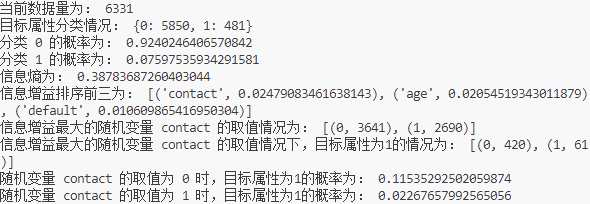 当前数据量为： 6331
目标属性分类情况： {0: 5850, 1: 481}
分类 0 的概率为： 0.9240246406570842
分类 1 的概率为： 0.07597535934291581
信息熵为： 0.38783687260403044
信息增益排序前三为： [('contact', 0.02479083461638143), ('age', 0.02054519343011879)
, ('default', 0.010609865416950304)]
信息增益最大的随机变量 contact 的取值情况为： [(0, 3641), (1, 2690)]
信息增益最大的随机变量 contact 的取值情况下，目标属性为1的情况为： [(0, 420), (1, 61
)]
随机变量 contact 的取值为 0 时，目标属性为1的概率为： 0.11535292502059874
随机变量 contact 的取值为 1 时，目标属性为1的概率为： 0.02267657992565056